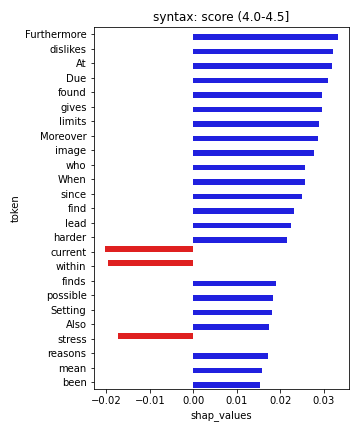 syntax: score (4.0-4.5]
Furthermore
dislikes
At
Due
found
gives
limits
Moreover
image
who
When
since
find
lead
harder
current
within
finds
possible
Setting
Also
stress
reasons
mean
been
token
−0.02 −0.01 0.00 0.01 0.02 0.03
shap_values